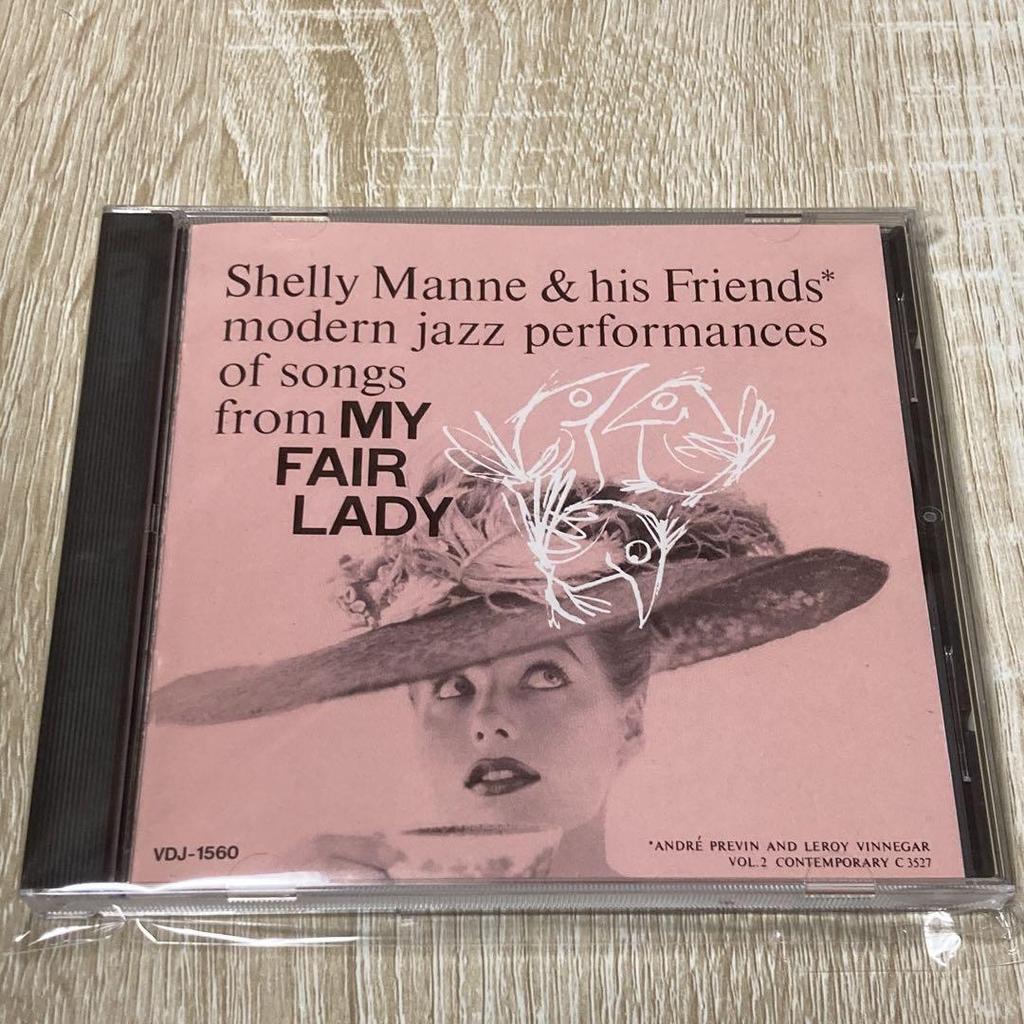 Shelly Manne & his Friends*
modern jazz performances
of songs
from MY
FAIR
LADY
VDJ-1560
*ANDRÉ PREVIN AND LEROY VINNEGAR
VOL.2 CONTEMPORARY C 3527